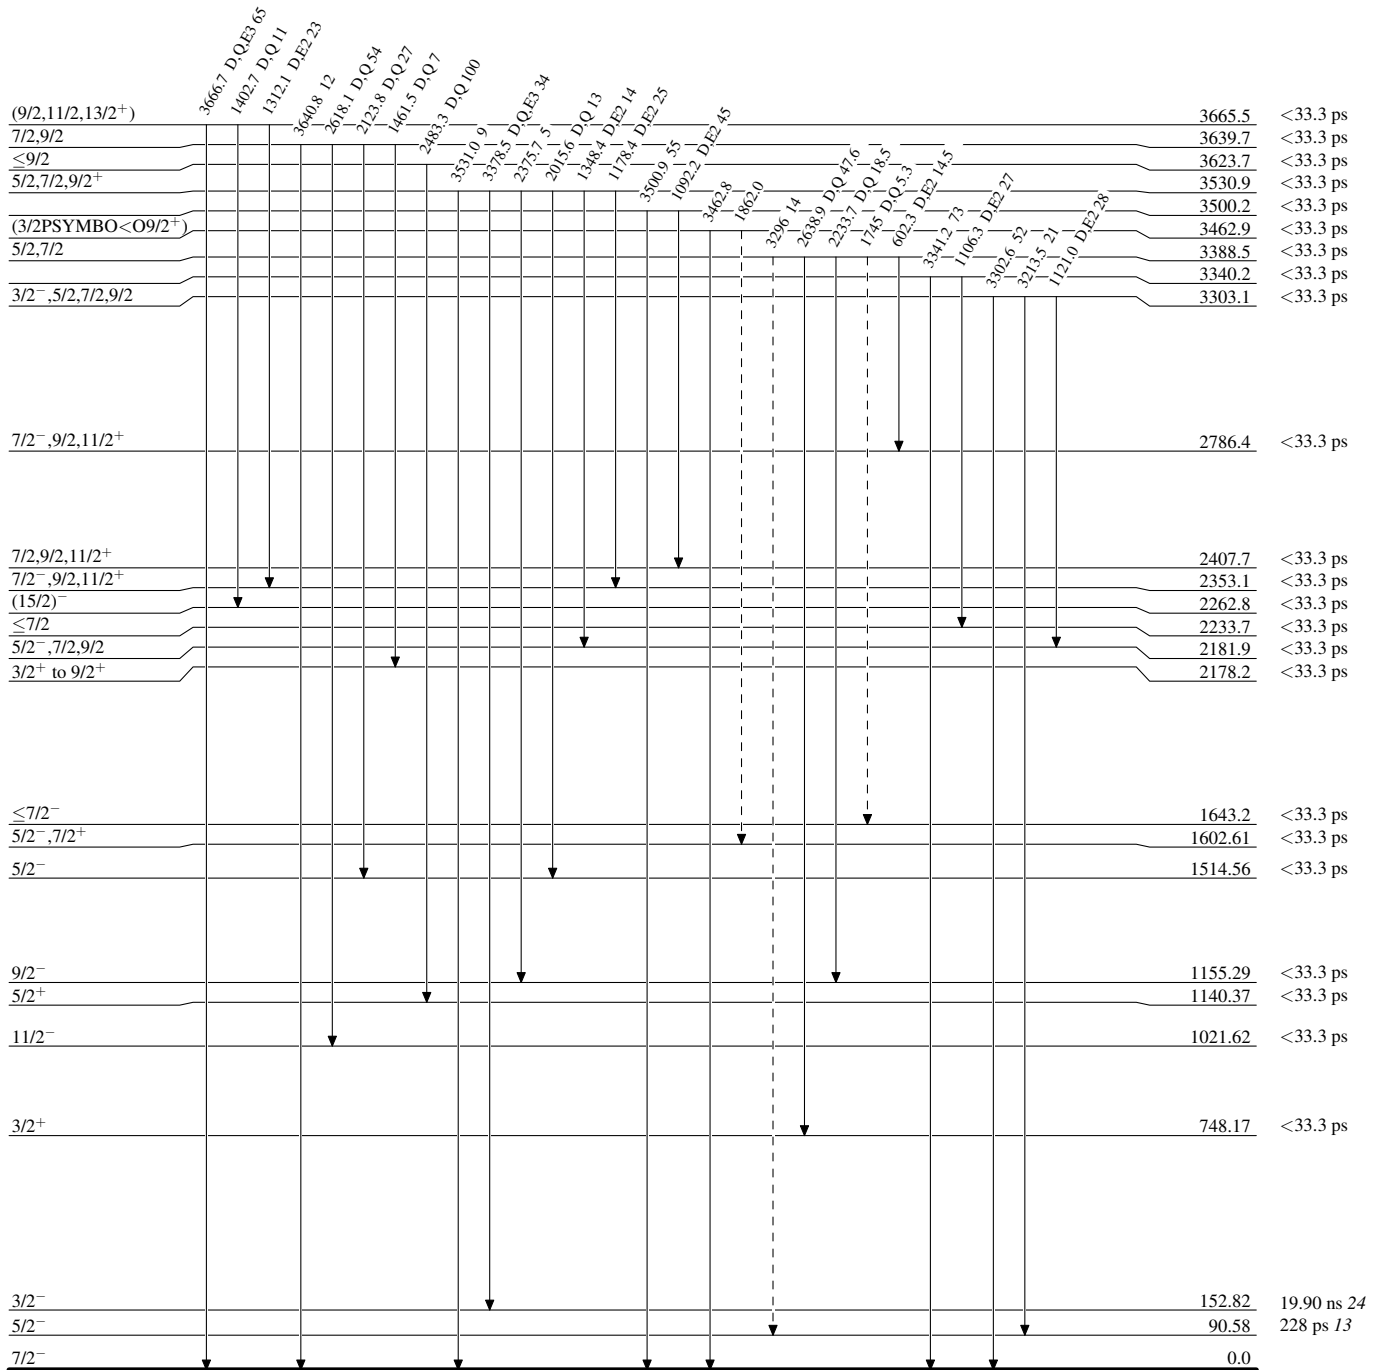 3666.7 D,Q,E3 65
1402.7 D,Q 11
1312.1 D,E2 23
3640.8 12
2618.1 D,Q 54
2123.8 D,Q 27
1461.5 D,Q 7
2483.3 D,Q 100
3531.0 9
3378.5 D,Q,E3 34
2375.7 5
2015.6 D,Q 13
1348.4 D,E2 14
1178.4 D,E2 25
3500.9 55
1092.2 D,E2 45
3462.8
1862.0
3296 14
2638.9 D,Q 47.6
2233.7 D,Q 18.5
1745 D,Q 5.3
602.3 D,E2 14.5
3341.2 73
1106.3 D,E2 27
3302.6 52
3213.5 21
1121.0 D,E2 28
(9/2,11/2,13/2⁺) 3665.5 <33.3 ps
7/2,9/2 3639.7 <33.3 ps
≤9/2 3623.7 <33.3 ps
5/2,7/2,9/2⁺ 3530.9 <33.3 ps
3500.2 <33.3 ps
(3/2PSYMBO<O9/2⁺) 3462.9 <33.3 ps
5/2,7/2 3388.5 <33.3 ps
3340.2 <33.3 ps
3/2⁻,5/2,7/2,9/2 3303.1 <33.3 ps
7/2⁻,9/2,11/2⁺ 2786.4 <33.3 ps
7/2,9/2,11/2⁺ 2407.7 <33.3 ps
7/2⁻,9/2,11/2⁺ 2353.1 <33.3 ps
(15/2)⁻ 2262.8 <33.3 ps
≤7/2 2233.7 <33.3 ps
5/2⁻,7/2,9/2 2181.9 <33.3 ps
3/2⁺ to 9/2⁺ 2178.2 <33.3 ps
≤7/2⁻ 1643.2 <33.3 ps
5/2⁻,7/2⁺ 1602.61 <33.3 ps
5/2⁻ 1514.56 <33.3 ps
9/2⁻ 1155.29 <33.3 ps
5/2⁺ 1140.37 <33.3 ps
11/2⁻ 1021.62 <33.3 ps
3/2⁺ 748.17 <33.3 ps
3/2⁻ 152.82 19.90 ns 24
5/2⁻ 90.58 228 ps 13
7/2⁻ 0.0